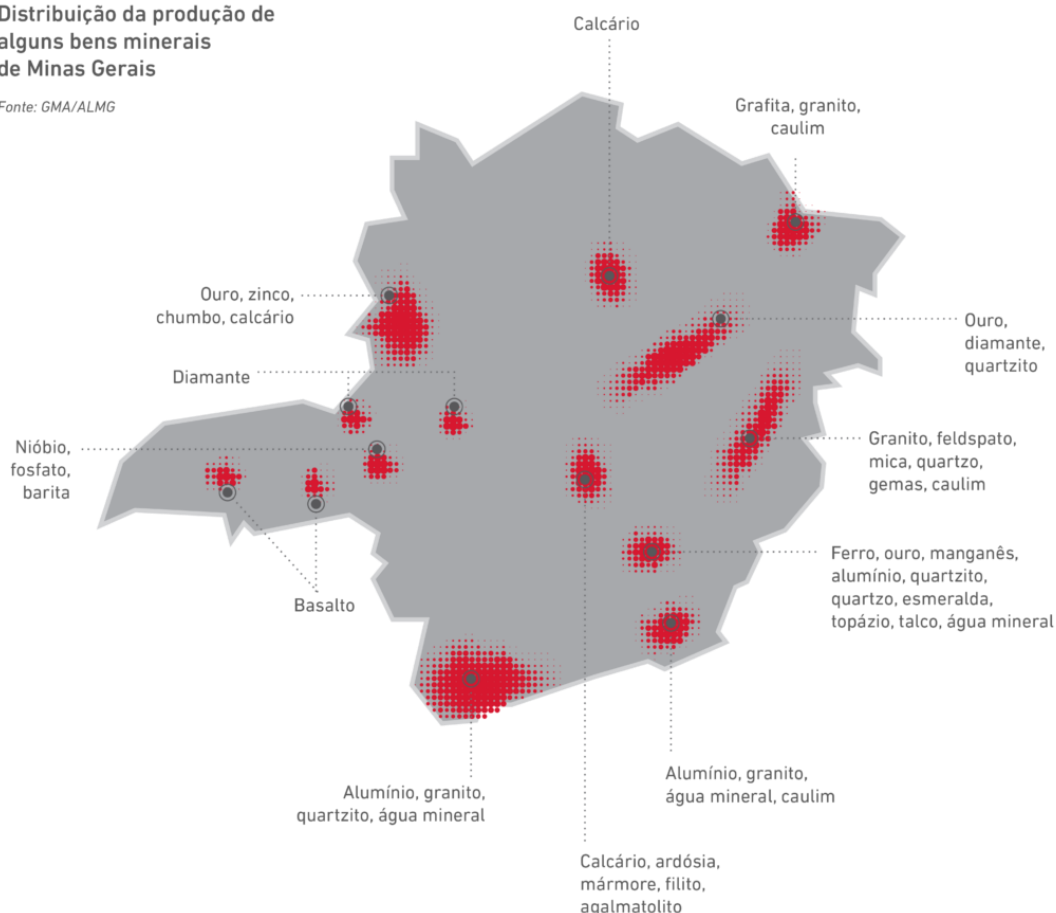 Distribuição da produção de
alguns bens minerais
de Minas Gerais
Fonte: GMA/ALMG
Calcário
Grafita, granito,
caulim
Ouro, zinco,
chumbo, calcário
Ouro,
diamante,
quartzito
Diamante
Nióbio,
fosfato,
barita
Granito, feldspato,
mica, quartzo,
gemas, caulim
Ferro, ouro, manganês,
alumínio, quartzito,
quartzo, esmeralda,
topázio, talco, água mineral
Basalto
Alumínio, granito,
quartzito, água mineral
Alumínio, granito,
água mineral, caulim
Calcário, ardósia,
mármore, filito,
agalmatolito